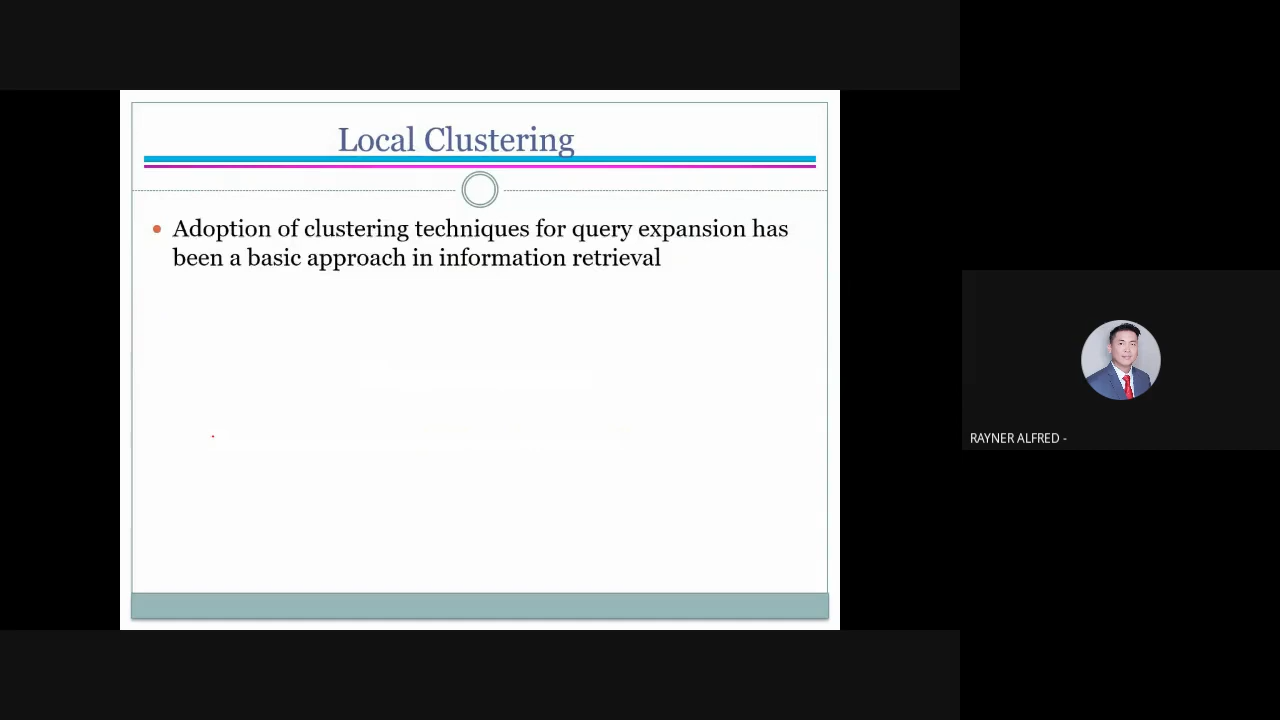 Local Clustering
Adoption of clustering techniques for query expansion has
been a basic approach in information retrieval
RAYNER ALFRED -